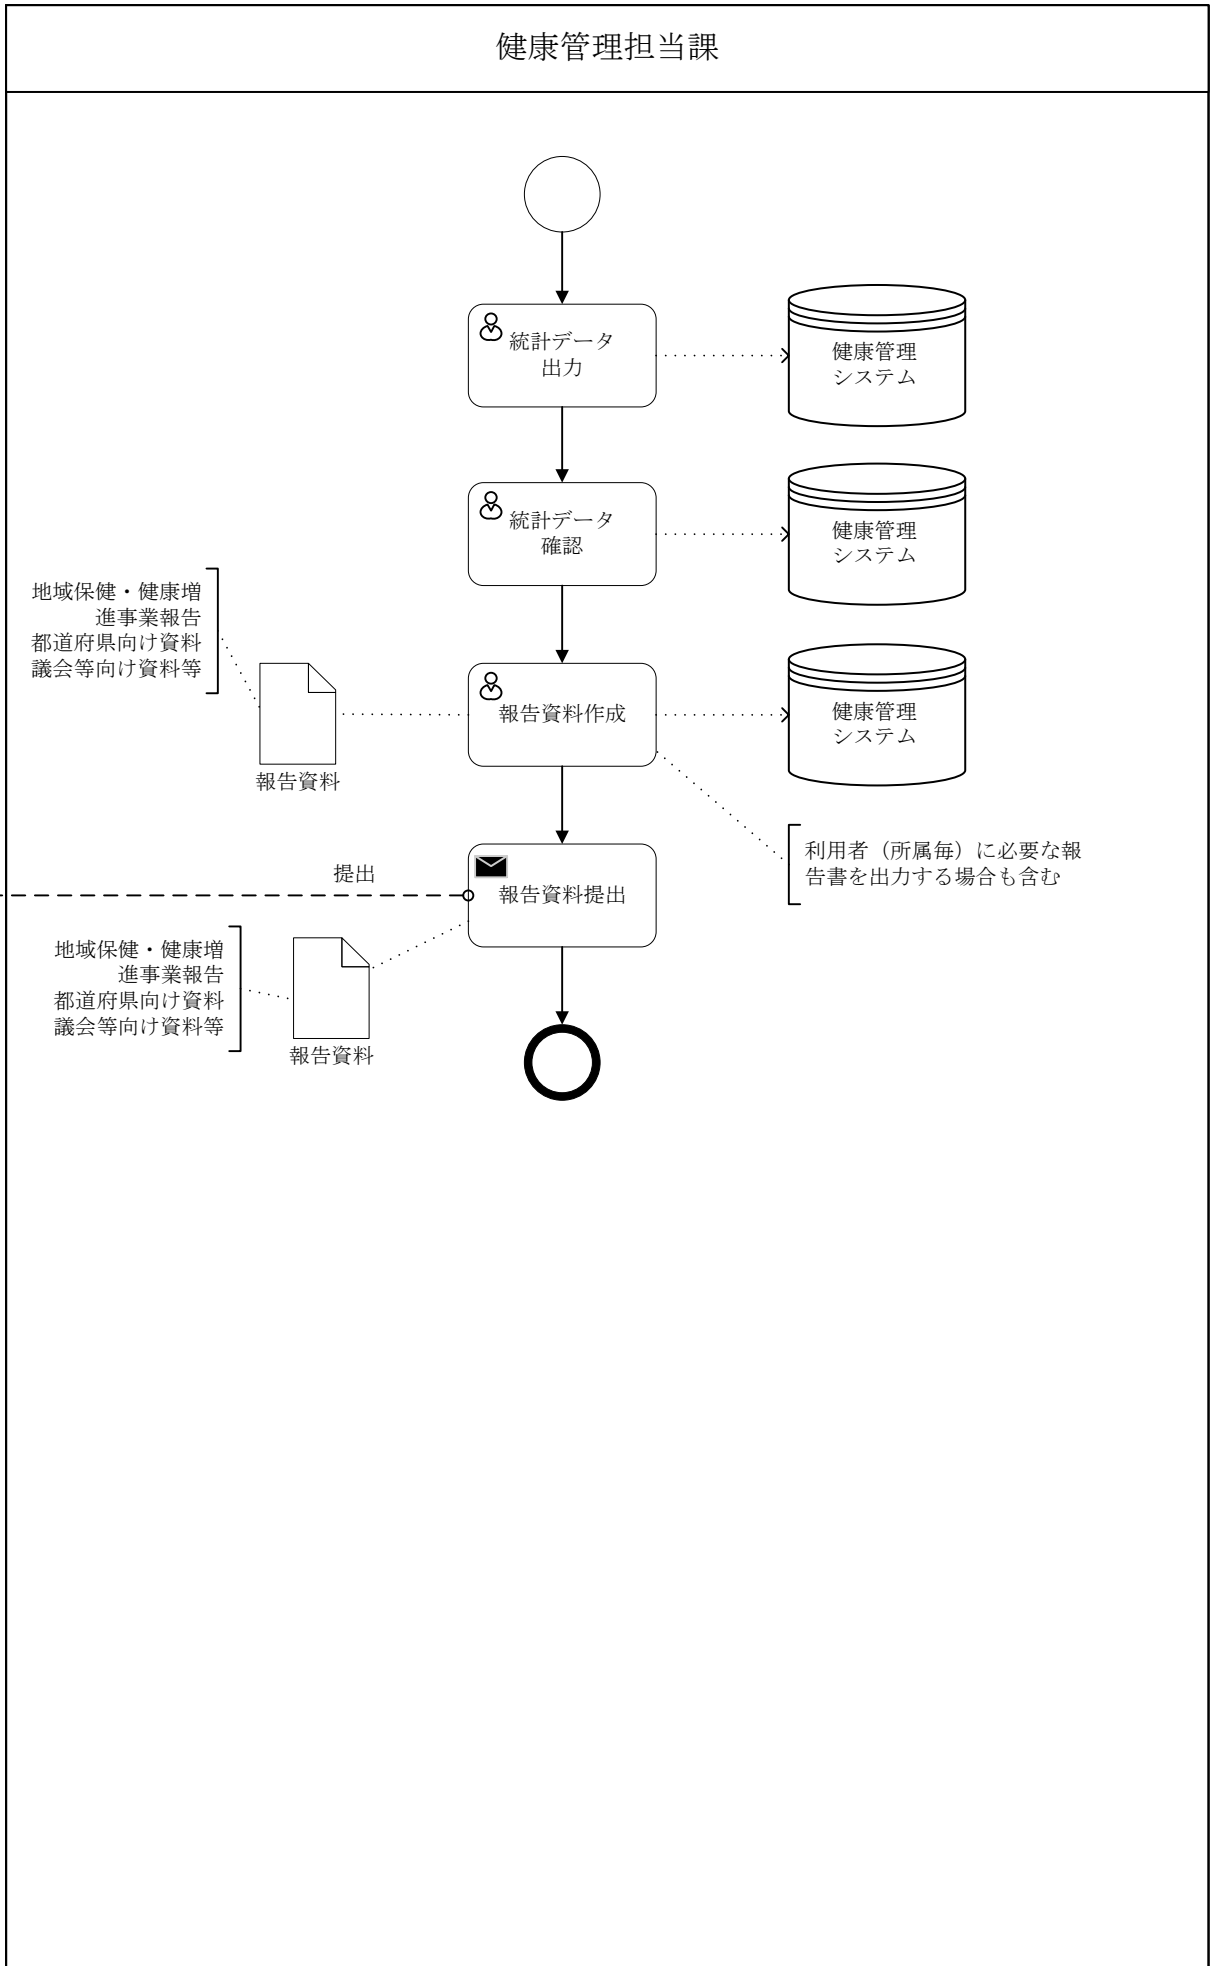 健康管理担当課
統計データ
出力
健康管理
システム
統計データ
確認
健康管理
システム
地域保健・健康増
進事業報告
都道府県向け資料
議会等向け資料等
報告資料
報告資料作成
健康管理
システム
利用者（所属毎）に必要な報
告書を出力する場合も含む
提出
報告資料提出
地域保健・健康増
進事業報告
都道府県向け資料
議会等向け資料等
報告資料